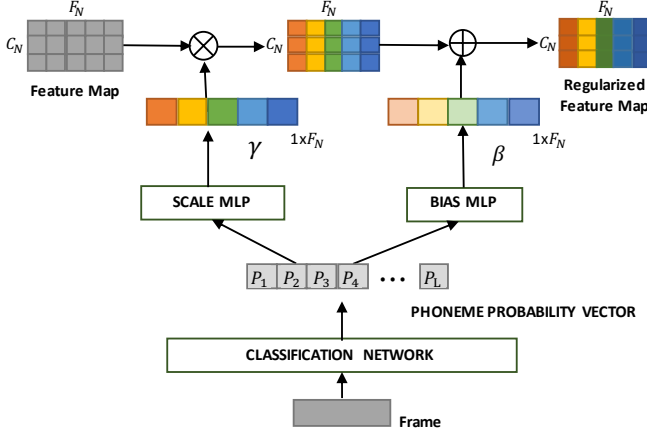 F_N
F_N
C_N
C_N
C_N
Feature Map
Regularized
Feature Map
γ
1xF_N
β
1xF_N
SCALE MLP
BIAS MLP
P_1 P_2 P_3 P_4 ••• P_L
PHONEME PROBABILITY VECTOR
CLASSIFICATION NETWORK
Frame